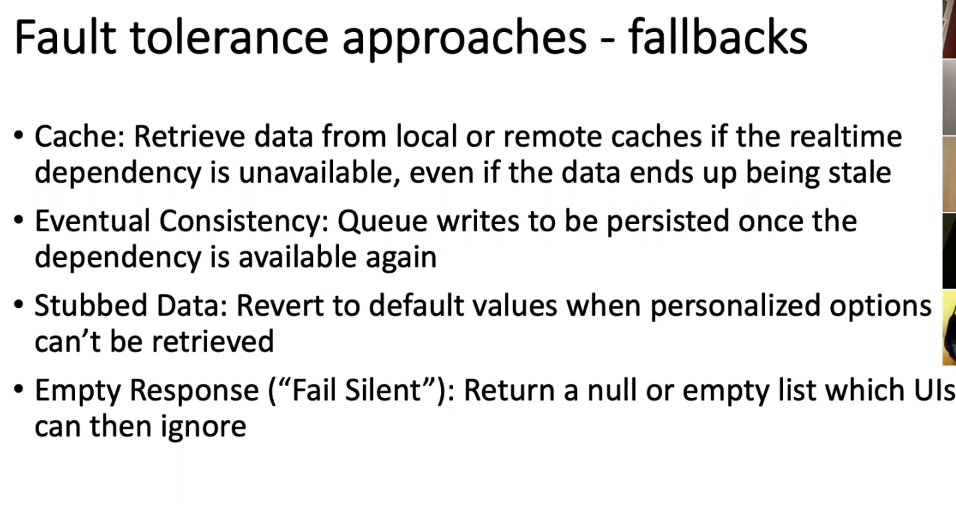 Fault tolerance approaches - fallbacks
• Cache: Retrieve data from local or remote caches if the realtime
dependency is unavailable, even if the data ends up being stale
• Eventual Consistency: Queue writes to be persisted once the
dependency is available again
• Stubbed Data: Revert to default values when personalized options
can’t be retrieved
• Empty Response (“Fail Silent”): Return a null or empty list which UIs
can then ignore